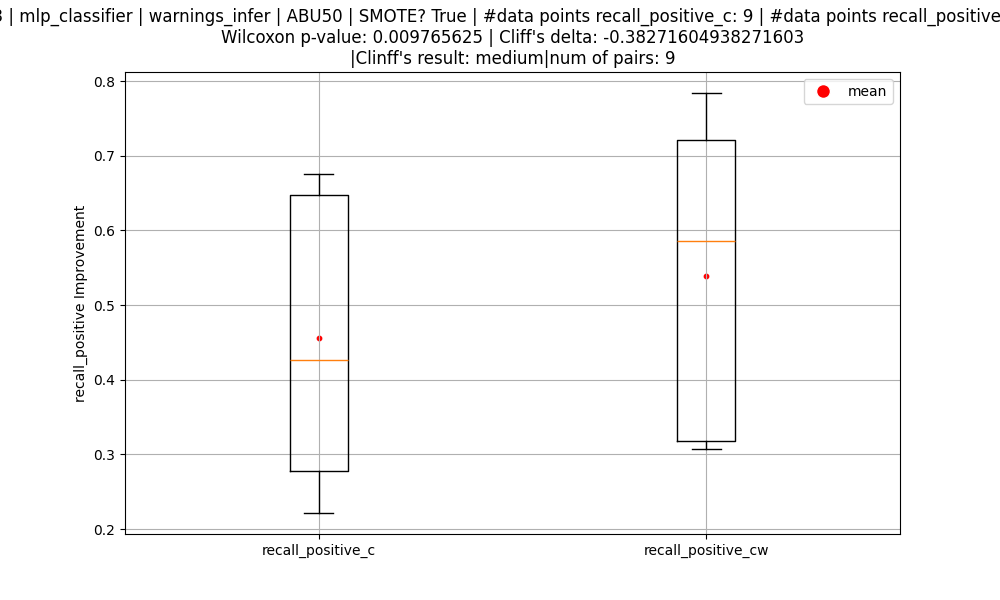 | mlp_classifier | warnings_infer | ABU50 | SMOTE? True | #data points recall_positive_c: 9 | #data points recall_positive
Wilcoxon p-value: 0.009765625 | Cliff's delta: -0.38271604938271603
|Clinff's result: medium|num of pairs: 9
mean
0.8
0.7
0.6
0.5
0.4
0.3
0.2
recall_positive Improvement
recall_positive_c
recall_positive_cw